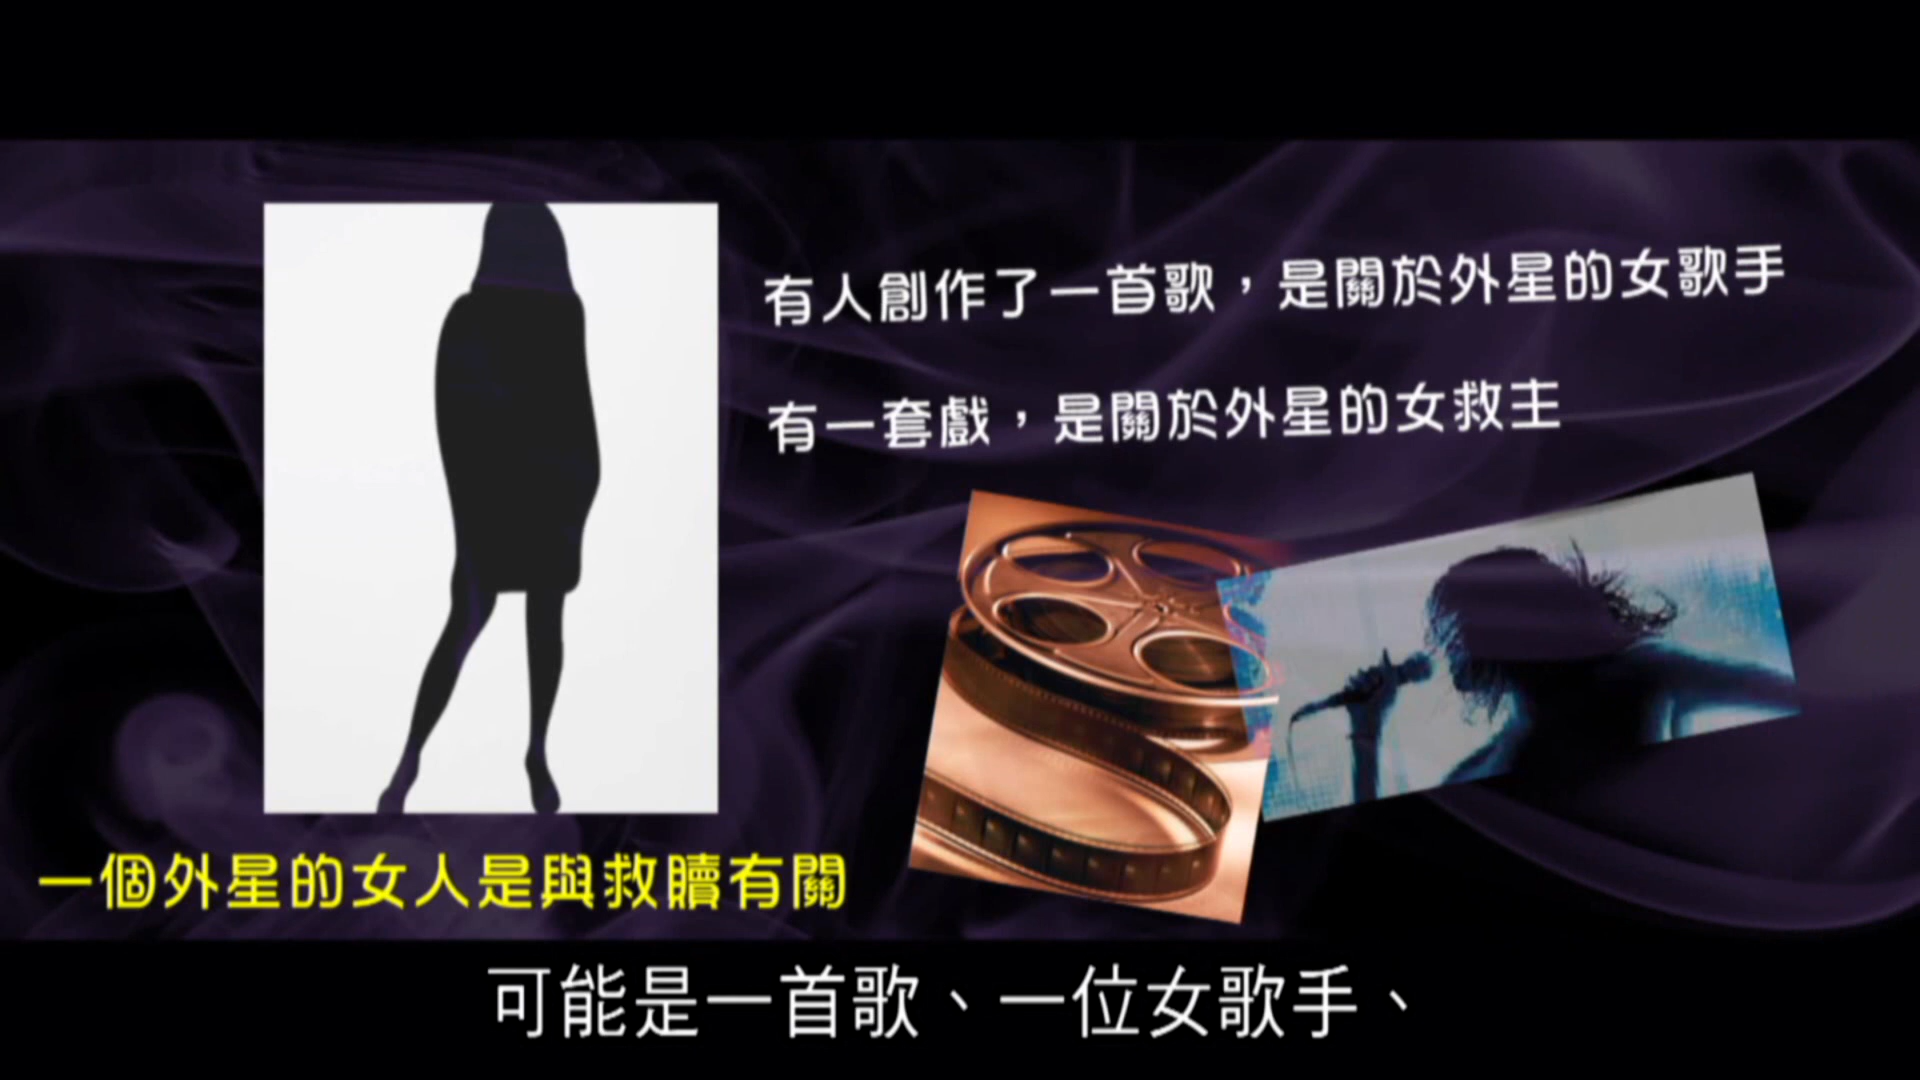 有人創作了一首歌，是關於外星的女歌手
有一套戲，是關於外星的女救主
一個外星的女人是與救贖有關
可能是一首歌、一位女歌手、